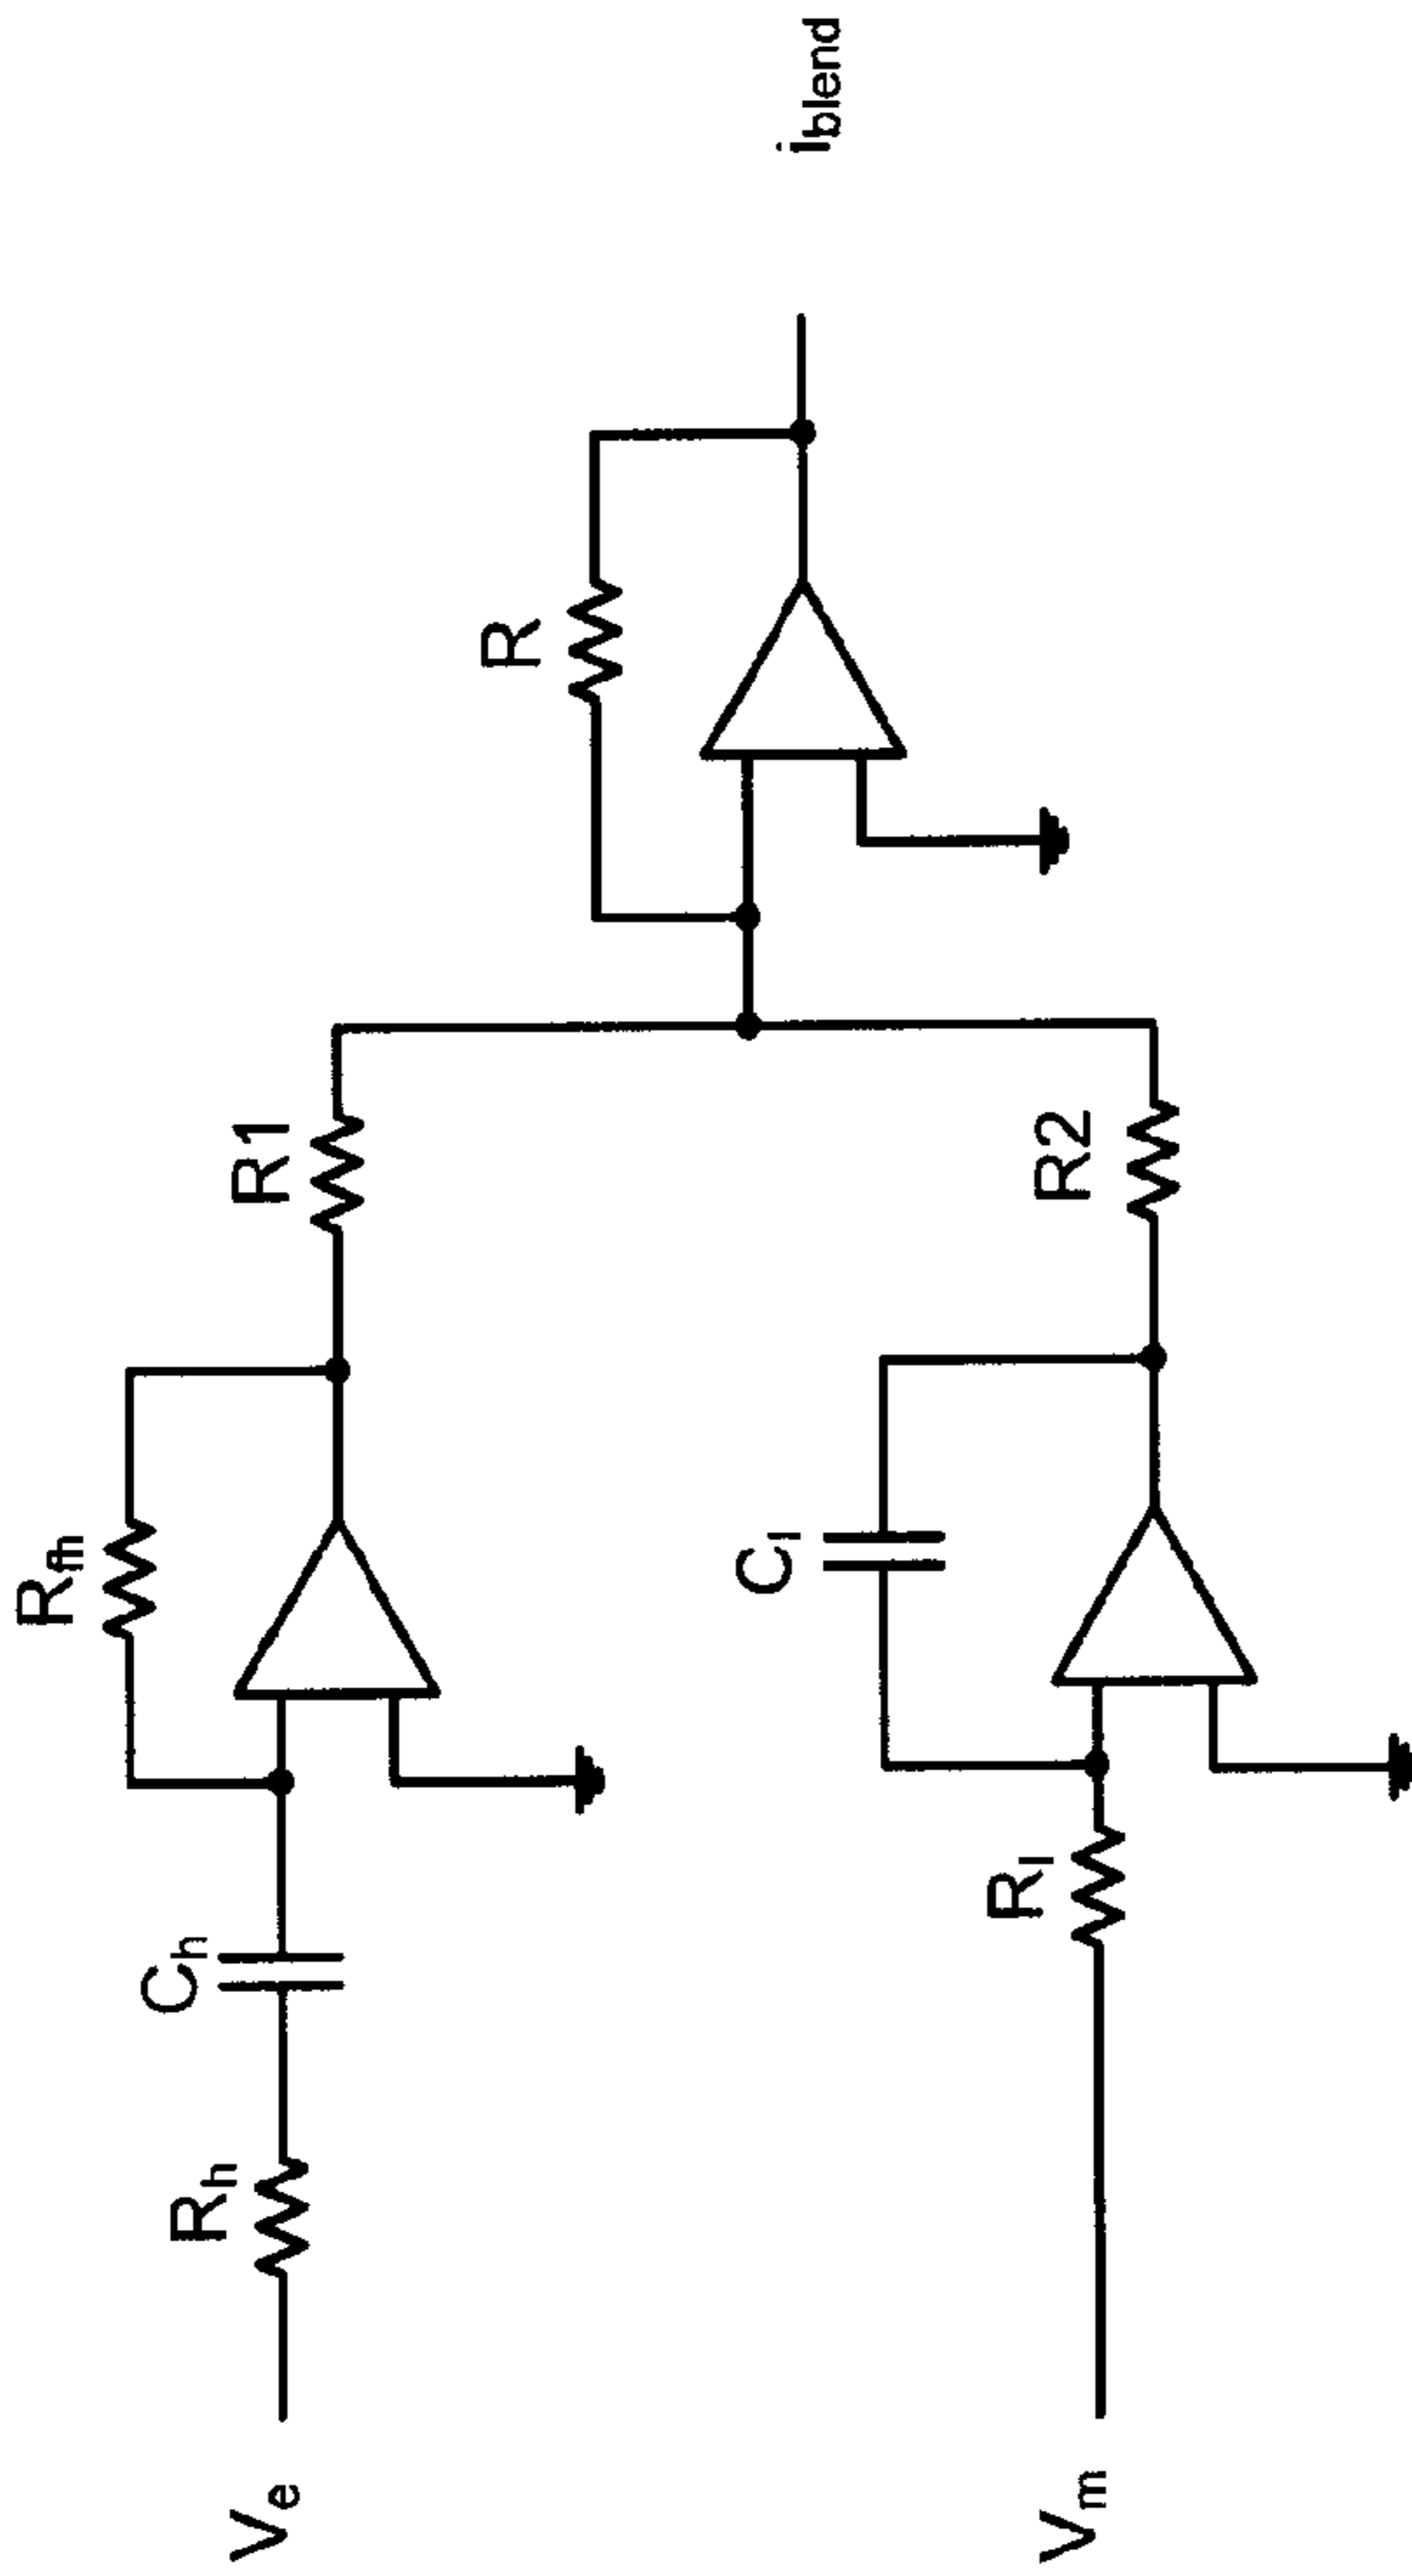 R_fh
R_h
C_h
R1
V_e
R
i_blend
C_l
R_l
R2
V_m